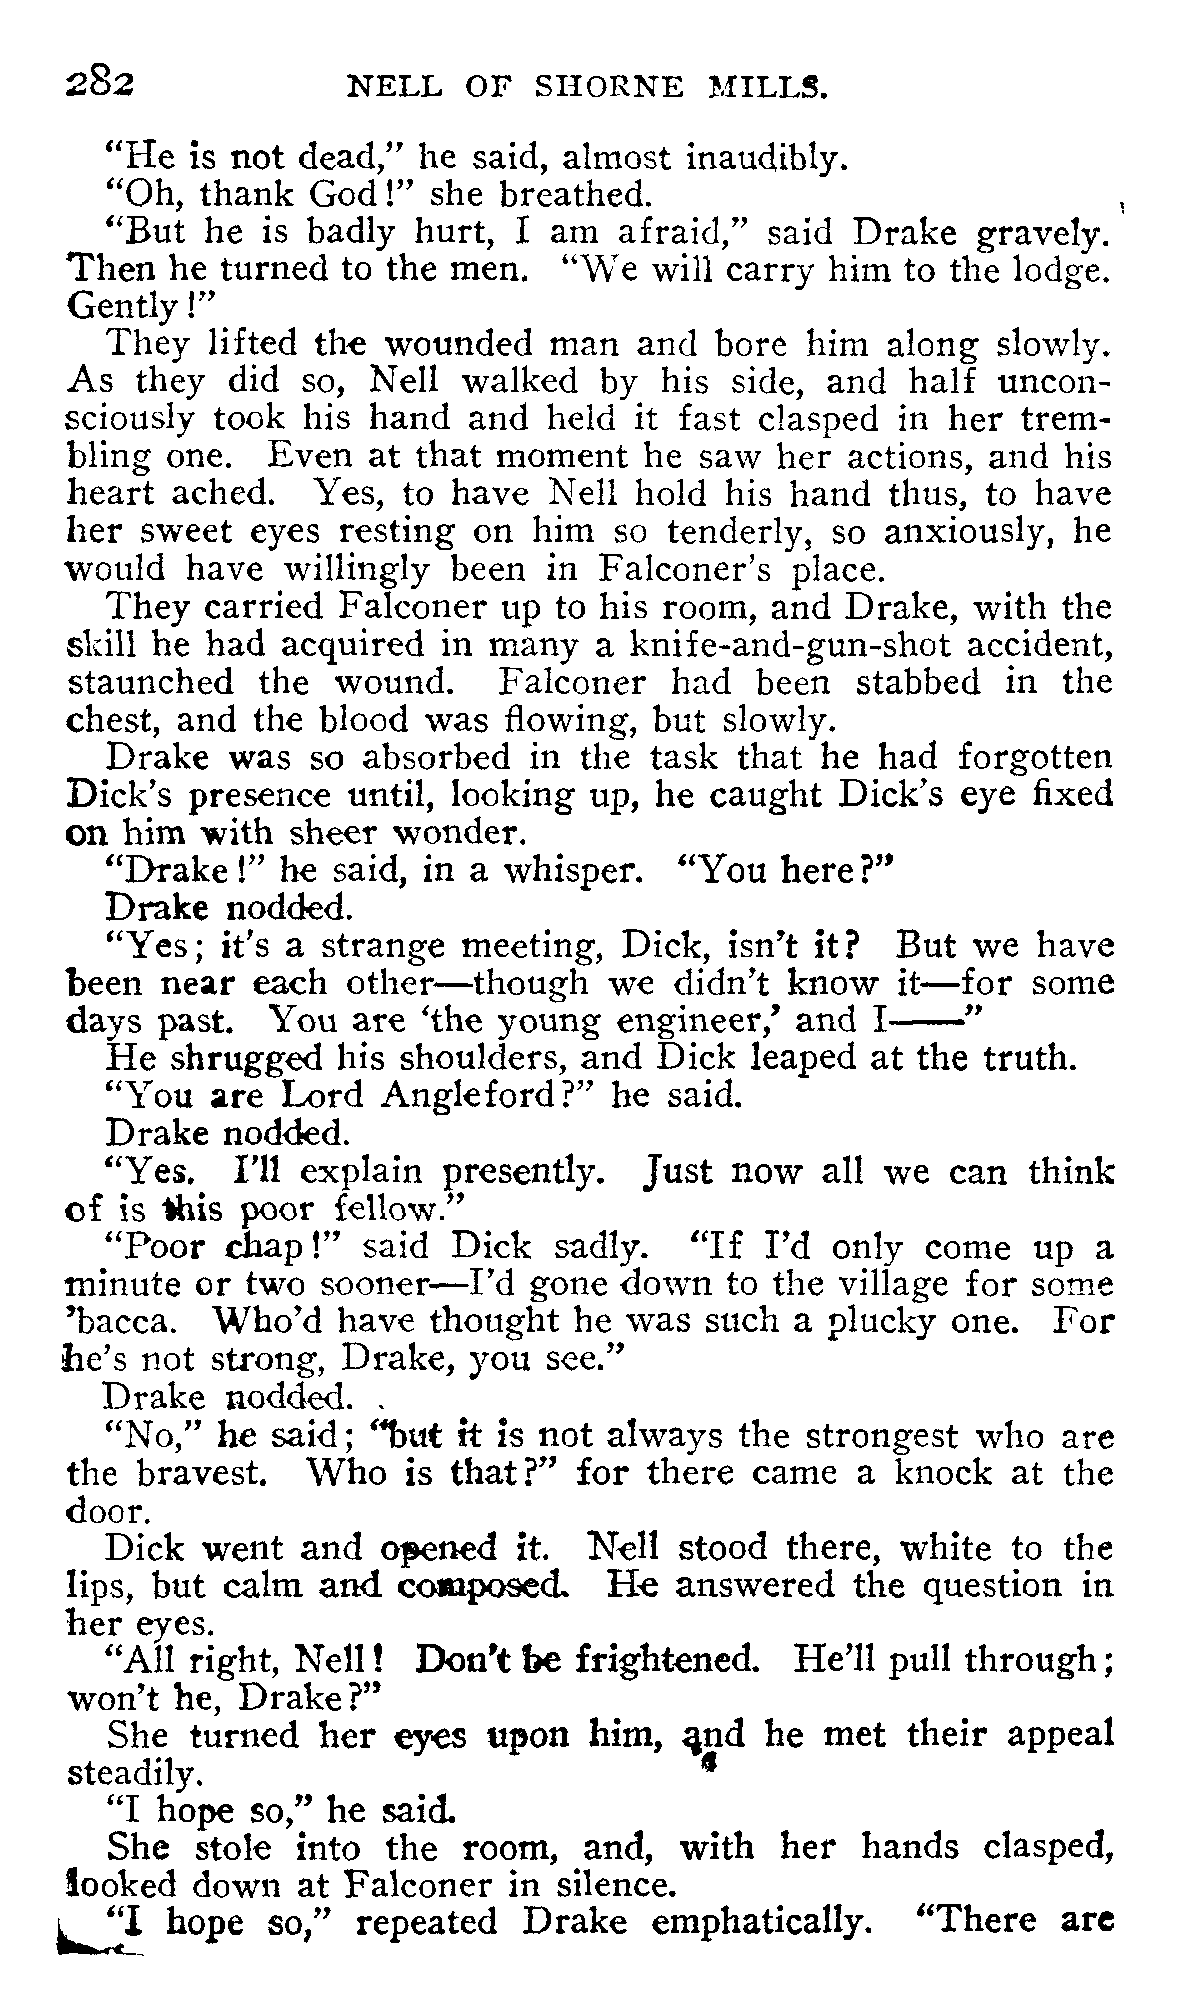 282 NELL OF SHORNE MILLS.
“He is not dead,” he said, almost inaudibly.
“Oh, thank God!” she breathed.
“But he is badly hurt, I am afraid,” said Drake gravely.
Then he turned to the men. “We will carry him to the lodge.
Gently!”
They lifted the wounded man and bore him along slowly.
As they did so, Nell walked by his side, and half uncon-
sciously took his hand and held it fast clasped in her trem-
bling one. Even at that moment he saw her actions, and his
heart ached. Yes, to have Nell hold his hand thus, to have
her sweet eyes resting on him so tenderly, so anxiously, he
would have willingly been in Falconer’s place.
They carried Falconer up to his room, and Drake, with the
skill he had acquired in many a knife-and-gun-shot accident,
staunched the wound. Falconer had been stabbed in the
chest, and the blood was flowing, but slowly.
Drake was so absorbed in the task that he had forgotten
Dick’s presence until, looking up, he caught Dick’s eye fixed
on him with sheer wonder.
“Drake!” he said, in a whisper. “You here?”
Drake nodded.
“Yes; it’s a strange meeting, Dick, isn’t it? But we have
been near each other—though we didn’t know it—for some
days past. You are ‘the young engineer,’ and I——”
He shrugged his shoulders, and Dick leaped at the truth.
“You are Lord Angleford?” he said.
Drake nodded.
“Yes. I’ll explain presently. Just now all we can think
of is this poor fellow.”
“Poor chap!” said Dick sadly. “If I’d only come up a
minute or two sooner—I’d gone down to the village for some
’bacca. Who’d have thought he was such a plucky one. For
he’s not strong, Drake, you see.”
Drake nodded.
“No,” he said; “but it is not always the strongest who are
the bravest. Who is that?” for there came a knock at the
door.
Dick went and opened it. Nell stood there, white to the
lips, but calm and composed. He answered the question in
her eyes.
“All right, Nell! Don’t be frightened. He’ll pull through;
won’t he, Drake?”
She turned her eyes upon him, and he met their appeal
steadily.
“I hope so,” he said.
She stole into the room, and, with her hands clasped,
looked down at Falconer in silence.
“I hope so,” repeated Drake emphatically. “There are